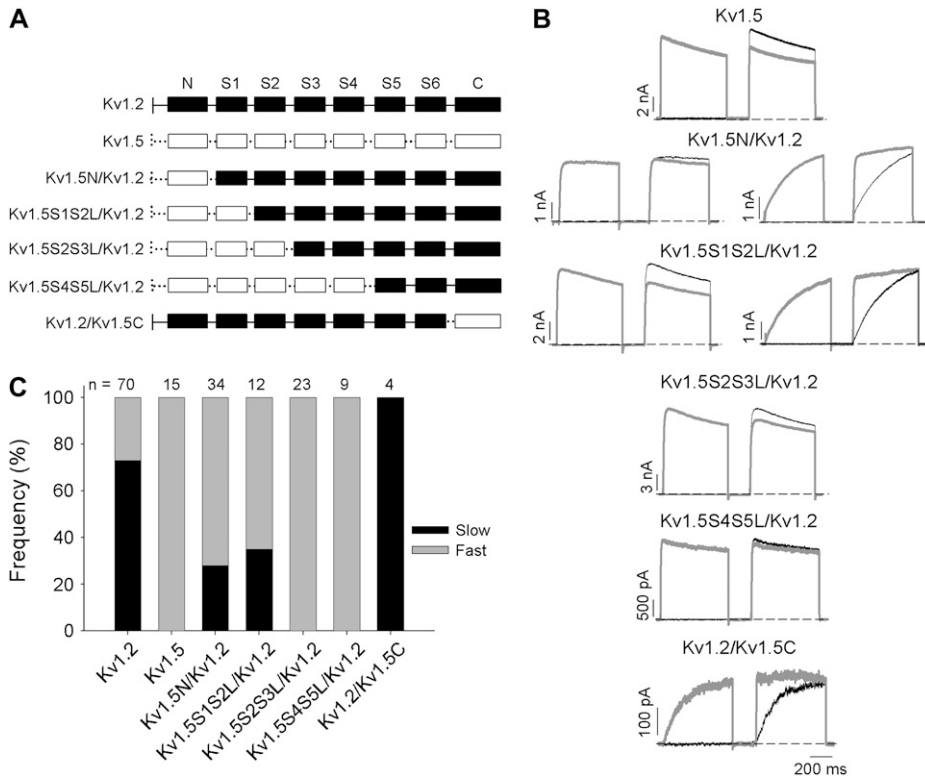 A
N S1 S2 S3 S4 S5 S6 C
Kv1.2
Kv1.5
Kv1.5N/Kv1.2
Kv1.5S1S2L/Kv1.2
Kv1.5S2S3L/Kv1.2
Kv1.5S4S5L/Kv1.2
Kv1.2/Kv1.5C
B
Kv1.5
2 nA
Kv1.5N/Kv1.2
1 nA
1 nA
Kv1.5S1S2L/Kv1.2
2 nA
1 nA
Kv1.5S2S3L/Kv1.2
3 nA
Kv1.5S4S5L/Kv1.2
500 pA
Kv1.2/Kv1.5C
100 pA
200 ms
C
n = 70 15 34 12 23 9 4
100
80
60
40
20
0
Frequency (%)
Slow
Fast
Kv1.2
Kv1.5
Kv1.5N/Kv1.2
Kv1.5S1S2L/Kv1.2
Kv1.5S2S3L/Kv1.2
Kv1.5S4S5L/Kv1.2
Kv1.2/Kv1.5C